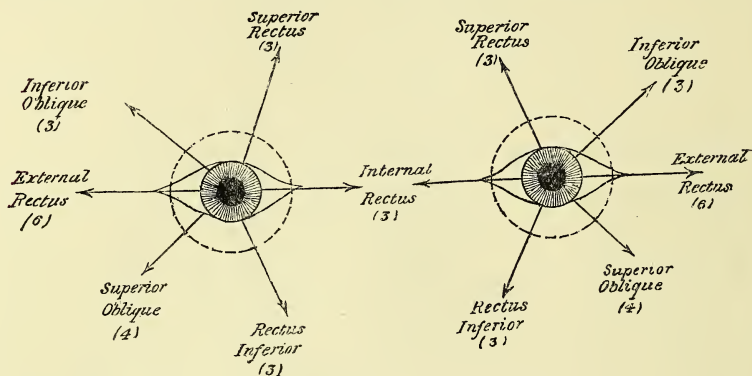 Superior
Rectus
(3)
Inferior
Oblique
(3)
External
Rectus
(6)
Superior
Oblique
(4)
Rectus
Inferior
(3)
Internal
Rectus
(3)
Superior
Rectus
(3)
Inferior
Oblique
(3)
External
Rectus
(6)
Superior
Oblique
(4)
Rectus
Inferior
(3)